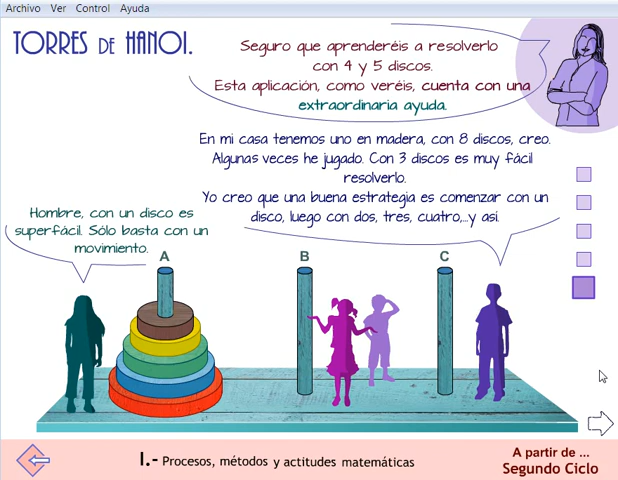 Archivo Ver Control Ayuda
TORRES DE HANOI.
Seguro que aprenderéis a resolverlo
con 4 y 5 discos.
Esta aplicación, como veréis, cuenta con una
extraordinaria ayuda.
En mi casa tenemos uno en madera, con 8 discos, creo.
Algunas veces he jugado. Con 3 discos es muy fácil
resolverlo.
Yo creo que una buena estrategia es comenzar con un
disco, luego con dos, tres, cuatro,...y así.
Hombre, con un disco es
superfácil. Sólo basta con un
movimiento.
A B C
I.- Procesos, métodos y actitudes matemáticas
A partir de ...
Segundo Ciclo